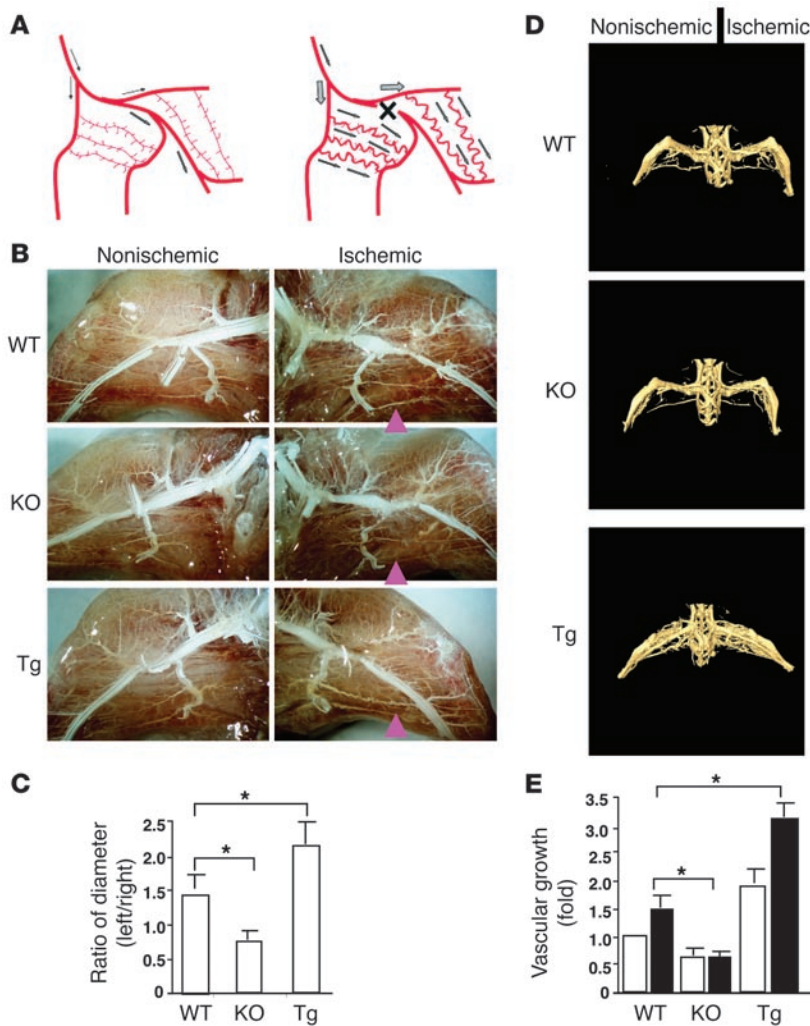 A
B
Nonischemic Ischemic
WT
KO
Tg
C
Ratio of diameter
(left/right)
2.5
2.0
1.5
1.0
0.5
0
*
*
WT KO Tg
D
Nonischemic Ischemic
WT
KO
Tg
E
Vascular growth
(fold)
3.5
3.0
2.5
2.0
1.5
1.0
0.5
0
*
*
WT KO Tg